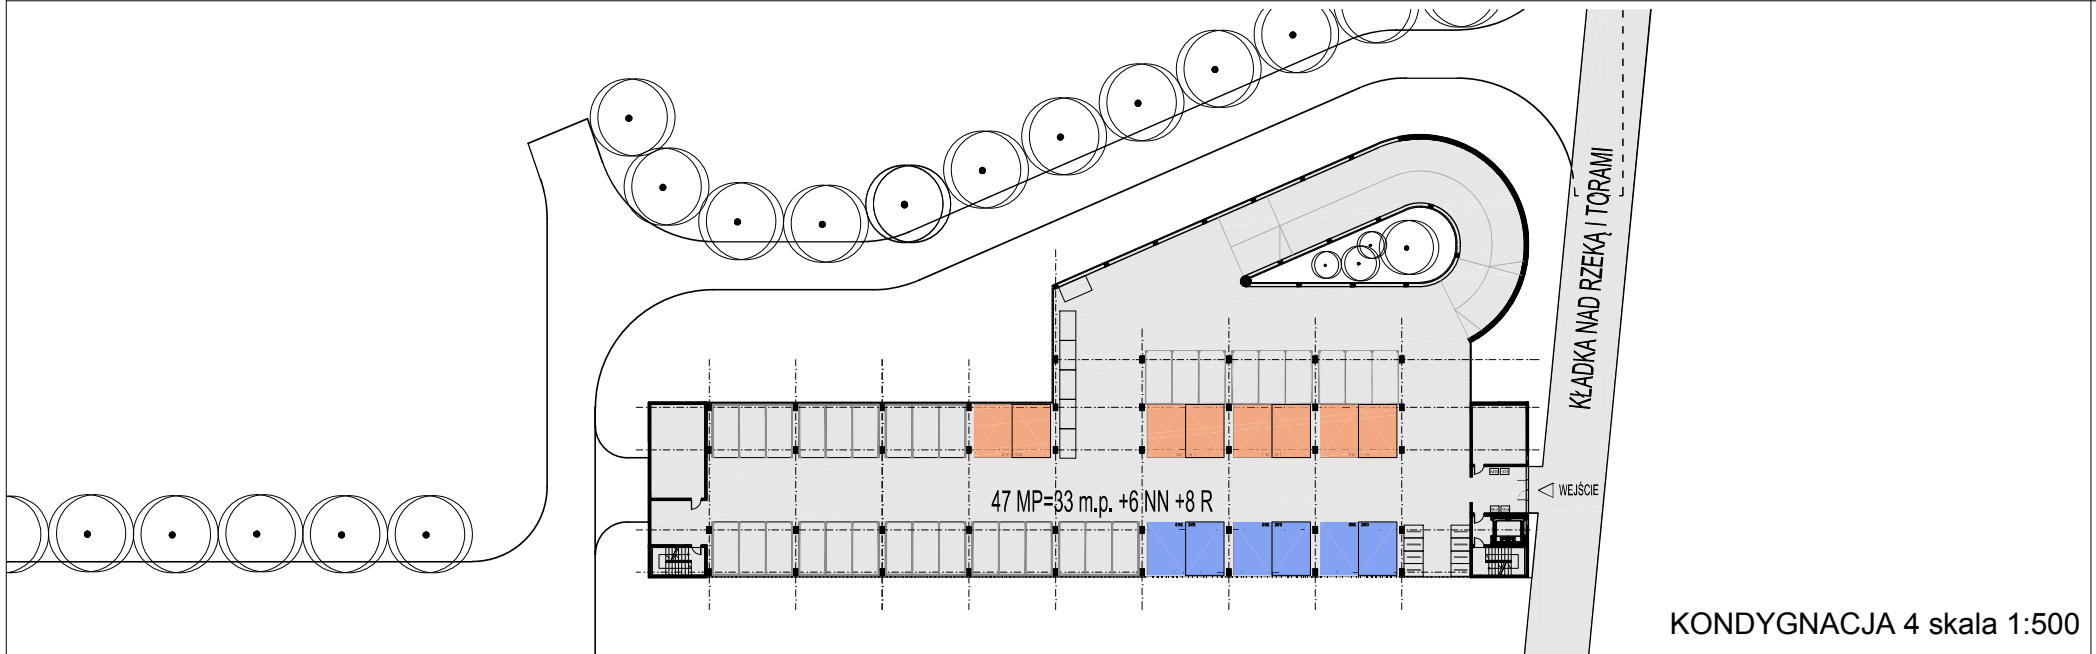 KŁADKA NAD RZEKĄ I TORAMI
WEJŚCIE
47 MP=33 m.p. +6 NN +8 R
KONDYGNACJA 4 skala 1:500